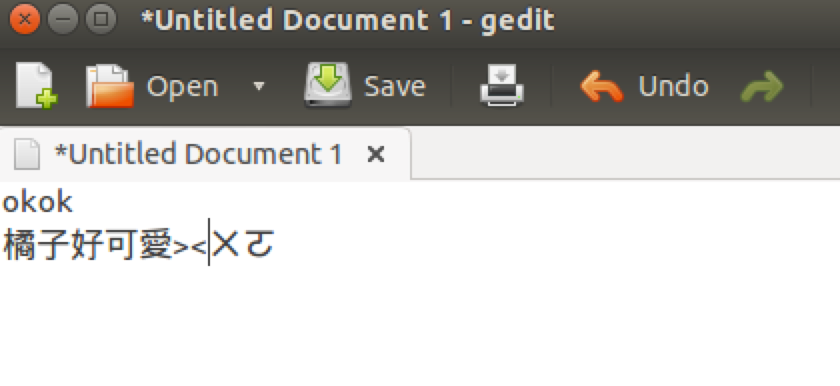 *Untitled Document 1 - gedit
Open Save Undo
*Untitled Document 1
okok
橘子好可愛><ㄨㄛ